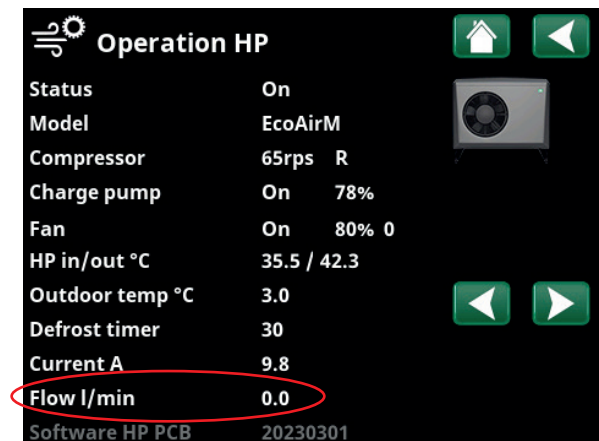 Operation HP
Status On
Model EcoAirM
Compressor 65rps R
Charge pump On 78%
Fan On 80% 0
HP in/out °C 35.5 / 42.3
Outdoor temp °C 3.0
Defrost timer 30
Current A 9.8
Flow l/min 0.0
Software HP PCB 20230301